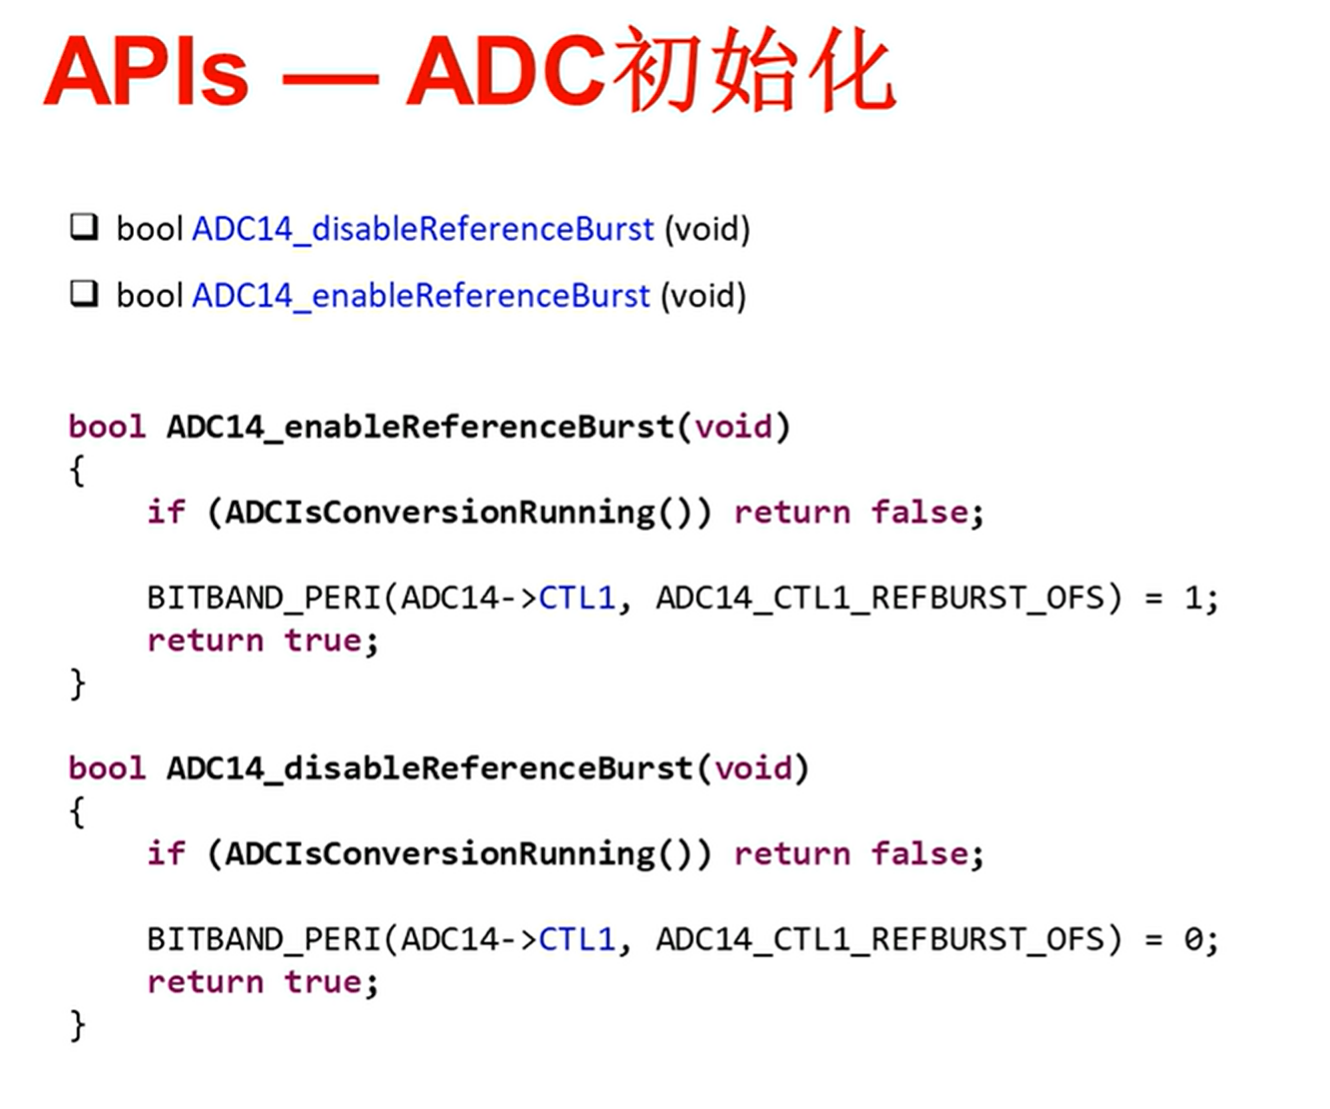 APIs — ADC初始化
❑ bool ADC14_disableReferenceBurst (void)
❑ bool ADC14_enableReferenceBurst (void)
bool ADC14_enableReferenceBurst(void)
{
    if (ADCIsConversionRunning()) return false;
    BITBAND_PERI(ADC14->CTL1, ADC14_CTL1_REFBURST_OFS) = 1;
    return true;
}
bool ADC14_disableReferenceBurst(void)
{
    if (ADCIsConversionRunning()) return false;
    BITBAND_PERI(ADC14->CTL1, ADC14_CTL1_REFBURST_OFS) = 0;
    return true;
}